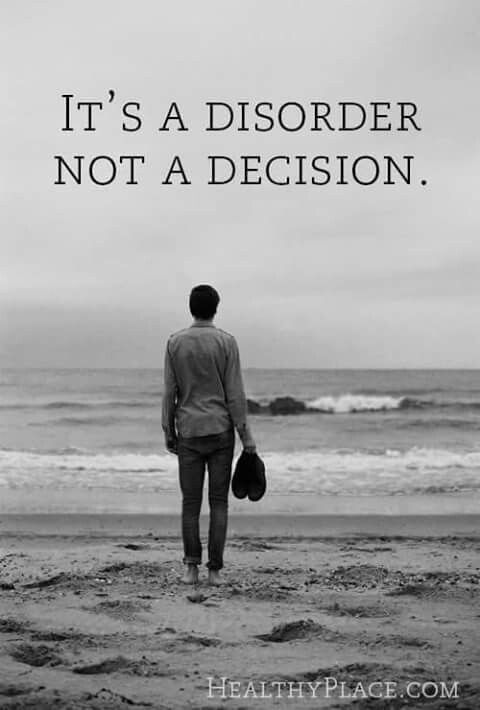 It's a disorder
not a decision.
HealthyPlace.com